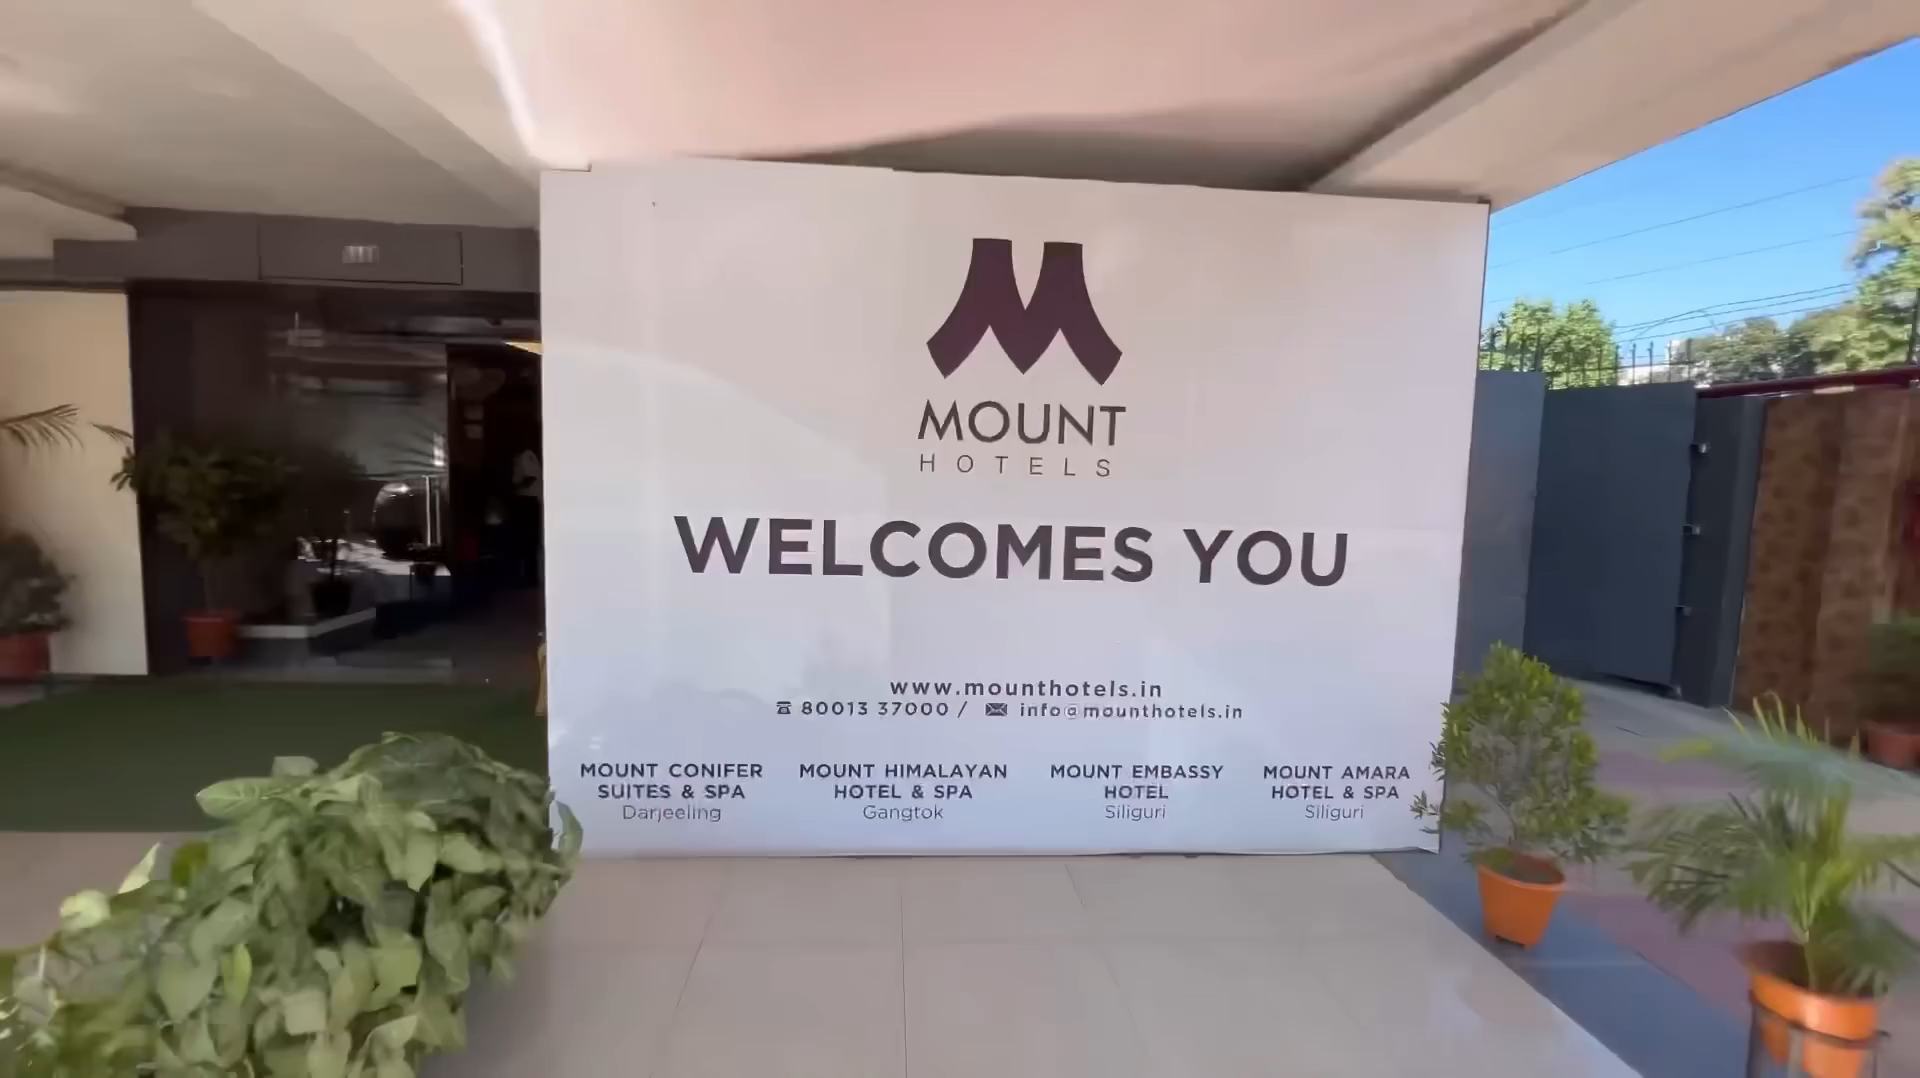 MOUNT
HOTELS
WELCOMES YOU
www.mounthotels.in
80013 37000 / info@mounthotels.in
MOUNT CONIFER
SUITES & SPA
Darjeeling
MOUNT HIMALAYAN
HOTEL & SPA
Gangtok
MOUNT EMBASSY
HOTEL
Siliguri
MOUNT AMARA
HOTEL & SPA
Siliguri